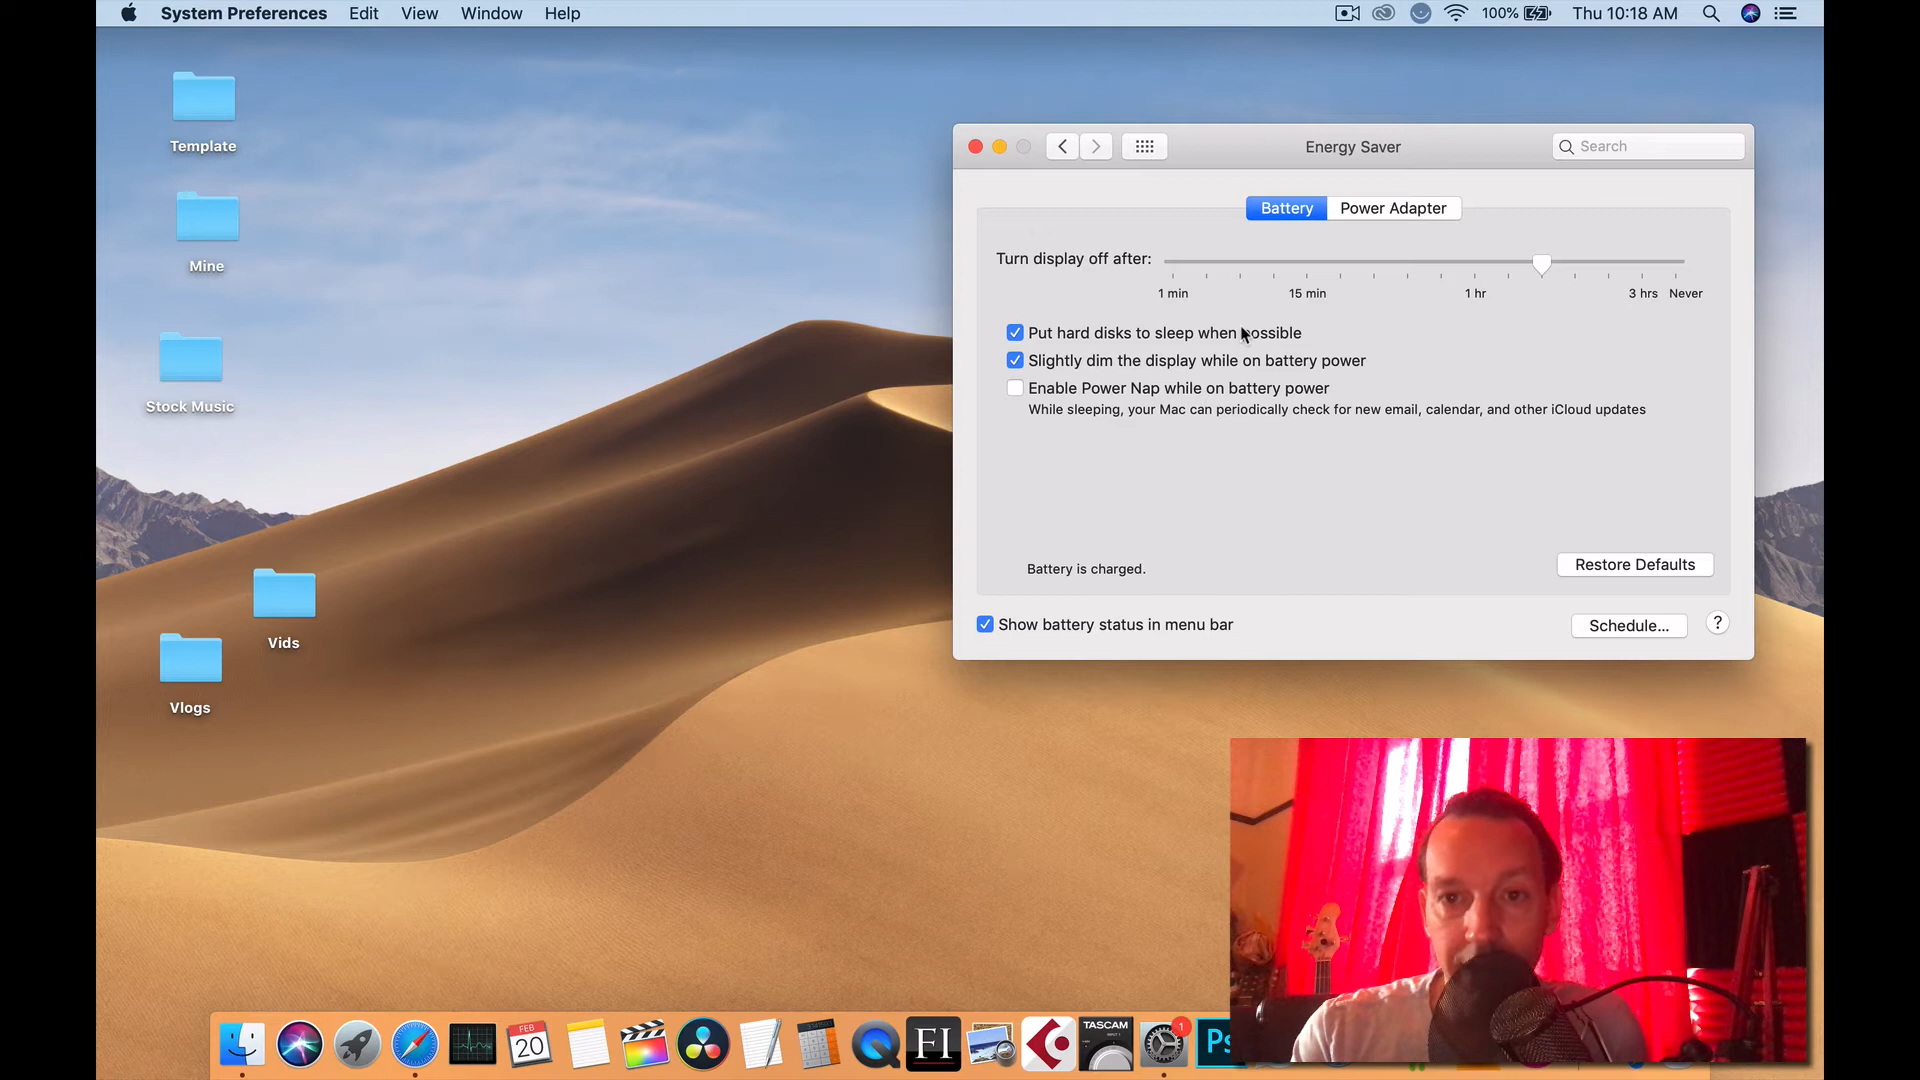 System Preferences Edit View Window Help 100% Thu 10:18 AM
Template
Mine
Stock Music
Vids
Vlogs
Energy Saver
Search
Battery Power Adapter
Turn display off after:
1 min 15 min 1 hr 3 hrs Never
Put hard disks to sleep when possible
Slightly dim the display while on battery power
Enable Power Nap while on battery power
While sleeping, your Mac can periodically check for new email, calendar, and other iCloud updates
Battery is charged.
Restore Defaults
Show battery status in menu bar
Schedule...
?
FEB
20
FI
TASCAM
1
Ps